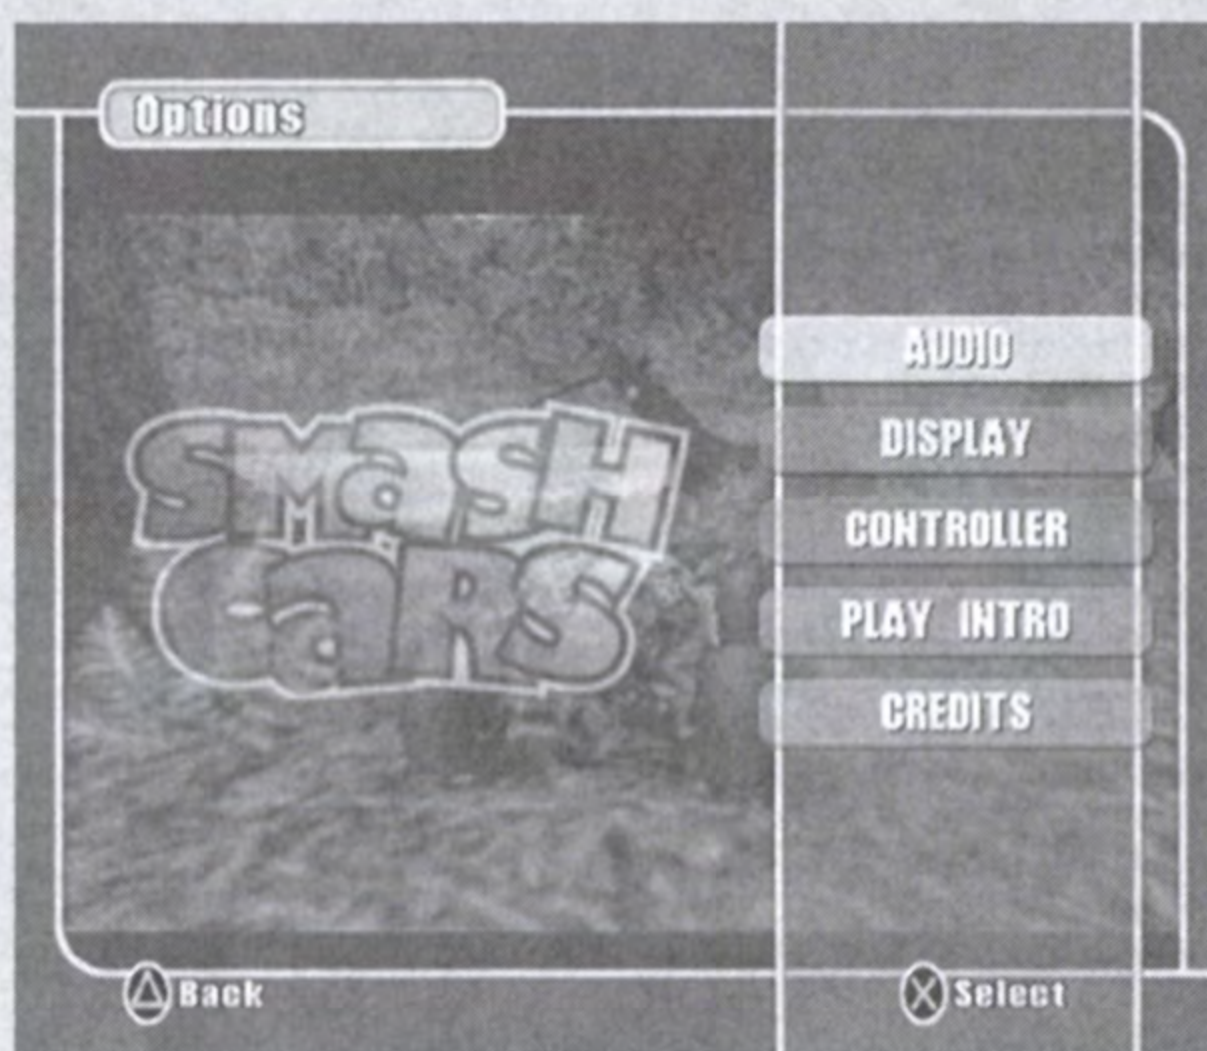 Options
SMaSH
CaRS
AUDIO
DISPLAY
CONTROLLER
PLAY INTRO
CREDITS
Back
Select